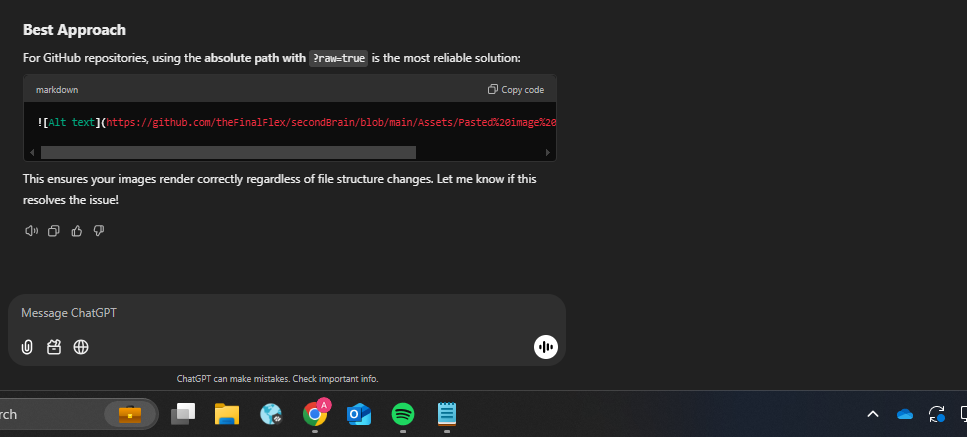 Best Approach
For GitHub repositories, using the absolute path with ?raw=true is the most reliable solution:
markdown
Copy code
![Alt text](https://github.com/theFinalFlex/secondBrain/blob/main/Assets/Pasted%20image%20
This ensures your images render correctly regardless of file structure changes. Let me know if this
resolves the issue!
Message ChatGPT
ChatGPT can make mistakes. Check important info.
rch
A